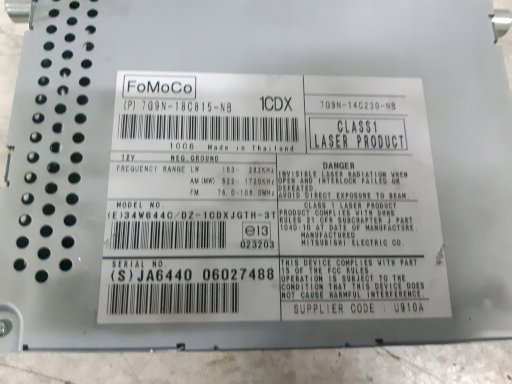 FoMoCo
(P) 7G9N-18C815-NB 1CDX
7G9N-14C230-NB
CLASS1
LASER PRODUCT
1006 Made in Thailand
12V NEG.GROUND
FREQUENCY RANGE LW 153- 282KHz
AM(MW) 522- 1720KHz
FM 108.0MHz
DANGER
INVISIBLE LASER RADIATION WHEN
OPEN AND INTERLOCK FAILED OR
DEFEATED
AVOID DIRECT EXPOSURE TO BEAM.
MODEL NO.
(E)34W644C/DZ-1CDXJGTH-3T
e13
023203
CLASS 1 LASER PRODUCT
PRODUCT COMPLIES WITH DHHS
RULES 21 CFR SUBCHAPTER J PART
1040.10 AT DATE OF MANUFACTURE.
MANUFACTURED
MITSUBISHI ELECTRIC CO.
SERIAL NO.
(S)JA6440 06027488
THIS DEVICE COMPLIES WITH PART
15 OF THE FCC RULES
OPERATION IS SUBJECT TO THE
CONDITION THAT THIS DEVICE DOES
NOT CAUSE HARMFUL INTERFERENCE.
SUPPLIER CODE : U910A